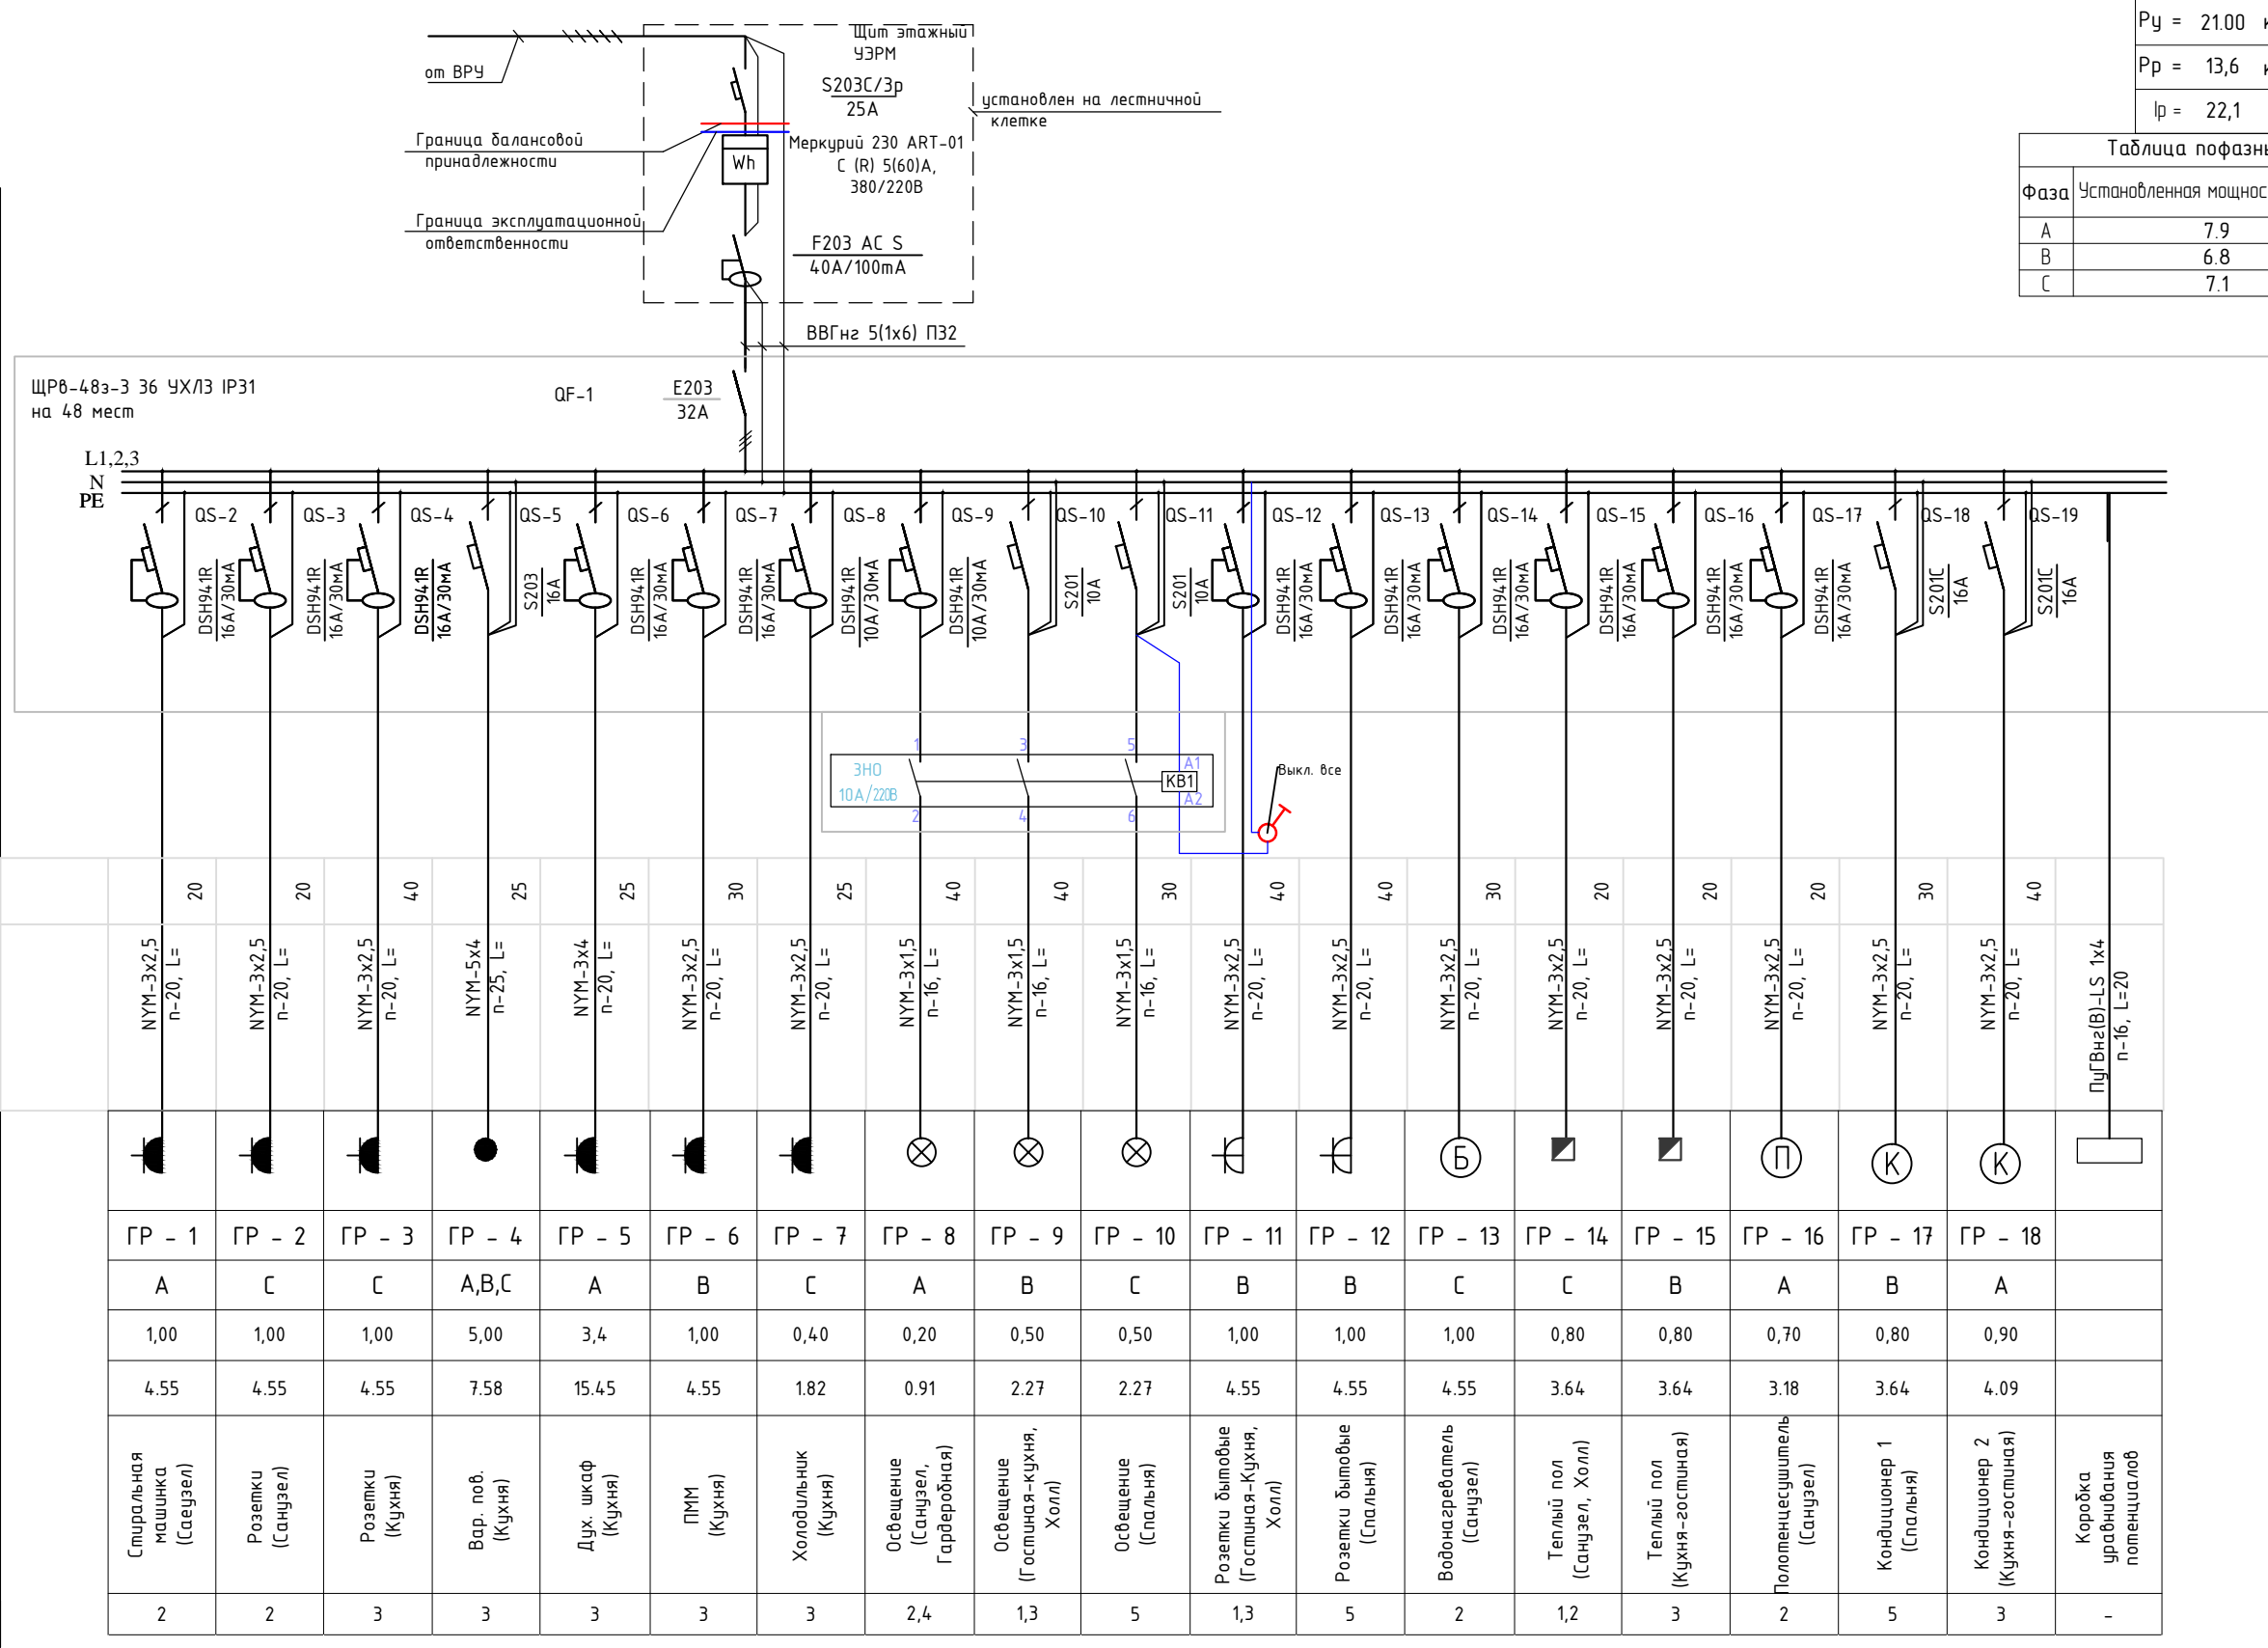 Щит этажный
УЭРМ
S203C/3р
25А
от ВРУ
установлен на лестничной
клетке
Граница балансовой
принадлежности
Wh
Меркурий 230 ART-01
C (R) 5(60)А,
380/220В
Граница эксплуатационной
ответственности
F203 AC S
40А/100mA
ВВГнг 5(1х6) П32
Ру = 21.00
Рр = 13,6
Iр = 22,1
Таблица
Фаза
Установленная
А 7.9
В 6.8
С 7.1
ЩРв-48з-3 36 УХЛ3 IP31
на 48 мест
QF-1
E203
32А
L1,2,3
N
PE
QS-2 QS-3 QS-4 QS-5 QS-6 QS-7 QS-8 QS-9 QS-10 QS-11 QS-12 QS-13 QS-14 QS-15 QS-16 QS-17 QS-18 QS-19
DSH941R
16А/30мА
DSH941R
16А/30мА
DSH941R
16А/30мА
S203
16А
DSH941R
16А/30мА
DSH941R
16А/30мА
DSH941R
10А/30мА
DSH941R
10А/30мА
S201
10А
S201
10А
DSH941R
16А/30мА
DSH941R
16А/30мА
DSH941R
16А/30мА
DSH941R
16А/30мА
DSH941R
16А/30мА
DSH941R
16А/30мА
S201C
16А
S201C
16А
1 3 5
ЗНО
10А/220В
А1
КВ1
А2
2 4 6
Выкл. все
20 20 40 25 25 30 25 40 40 30 40 40 30 20 20 20 30 40
NYM-3х2,5
n-20, L=
NYM-3х2,5
n-20, L=
NYM-3х2,5
n-20, L=
NYM-5х4
n-25, L=
NYM-3х4
n-20, L=
NYM-3х2,5
n-20, L=
NYM-3х2,5
n-20, L=
NYM-3х1,5
n-16, L=
NYM-3х1,5
n-16, L=
NYM-3х1,5
n-16, L=
NYM-3х2,5
n-20, L=
NYM-3х2,5
n-20, L=
NYM-3х2,5
n-20, L=
NYM-3х2,5
n-20, L=
NYM-3х2,5
n-20, L=
NYM-3х2,5
n-20, L=
NYM-3х2,5
n-20, L=
NYM-3х2,5
n-20, L=
ПуГВнг(В)-LS 1х4
n-16, L=20
Б П К К
ГР - 1 ГР - 2 ГР - 3 ГР - 4 ГР - 5 ГР - 6 ГР - 7 ГР - 8 ГР - 9 ГР - 10 ГР - 11 ГР - 12 ГР - 13 ГР - 14 ГР - 15 ГР - 16 ГР - 17 ГР - 18
А С С А,В,С А В С А В С В В С С В А В А
1,00 1,00 1,00 5,00 3,4 1,00 0,40 0,20 0,50 0,50 1,00 1,00 1,00 0,80 0,80 0,70 0,80 0,90
4.55 4.55 4.55 7.58 15.45 4.55 1.82 0.91 2.27 2.27 4.55 4.55 4.55 3.64 3.64 3.18 3.64 4.09
Стиральная
машинка
(Саеузел)
Розетки
(Санузел)
Розетки
(Кухня)
Вар. пов.
(Кухня)
Дух. шкаф
(Кухня)
ПММ
(Кухня)
Холодильник
(Кухня)
Освещение
(Санузел,
Гардеробная)
Освещение
(Гостиная-кухня,
Холл)
Освещение
(Спальня)
Розетки бытовые
(Гостиная-Кухня,
Холл)
Розетки бытовые
(Спальня)
Водонагреватель
(Санузел)
Теплый пол
(Санузел, Холл)
Теплый пол
(Кухня-гостиная)
Полотенцесушитель
(Санузел)
Кондиционер 1
(Спальня)
Кондиционер 2
(Кухня-гостиная)
Коробка
уравнивания
потенциалов
2 2 3 3 3 3 3 2,4 1,3 5 1,3 5 2 1,2 3 2 5 3 -